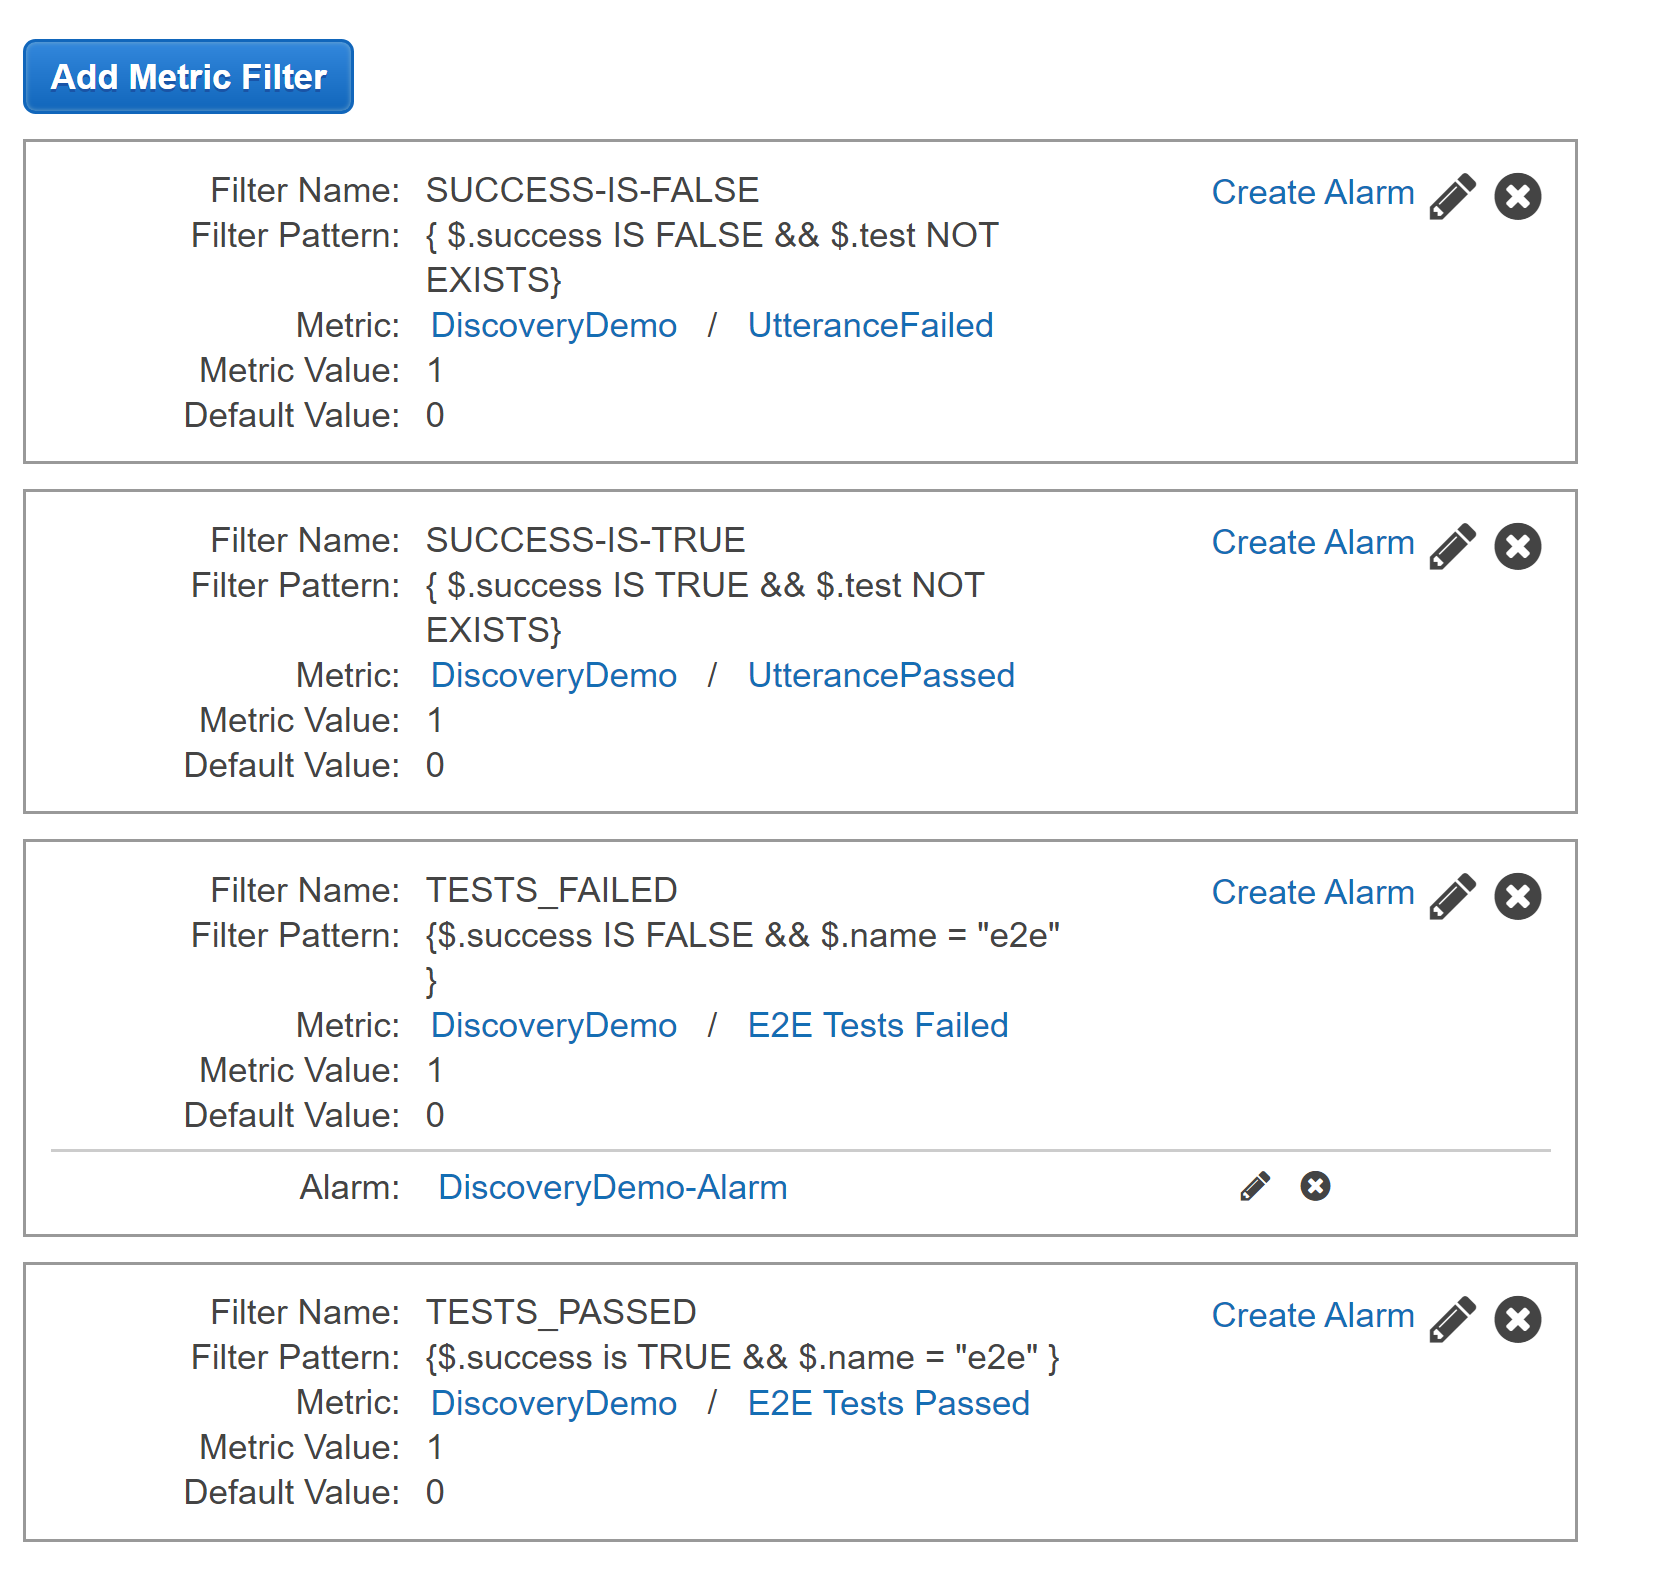 Add Metric Filter
Filter Name: SUCCESS-IS-FALSE Create Alarm
Filter Pattern: { $.success IS FALSE && $.test NOT
EXISTS}
Metric: DiscoveryDemo / UtteranceFailed
Metric Value: 1
Default Value: 0
Filter Name: SUCCESS-IS-TRUE Create Alarm
Filter Pattern: { $.success IS TRUE && $.test NOT
EXISTS}
Metric: DiscoveryDemo / UtterancePassed
Metric Value: 1
Default Value: 0
Filter Name: TESTS_FAILED Create Alarm
Filter Pattern: {$.success IS FALSE && $.name = "e2e"
}
Metric: DiscoveryDemo / E2E Tests Failed
Metric Value: 1
Default Value: 0
Alarm: DiscoveryDemo-Alarm
Filter Name: TESTS_PASSED Create Alarm
Filter Pattern: {$.success is TRUE && $.name = "e2e" }
Metric: DiscoveryDemo / E2E Tests Passed
Metric Value: 1
Default Value: 0